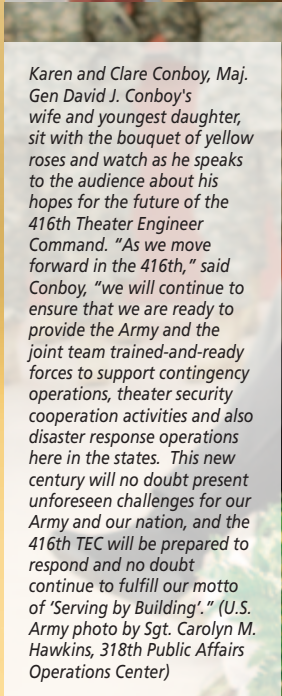 Karen and Clare Conboy, Maj.
Gen David J. Conboy's
wife and youngest daughter,
sit with the bouquet of yellow
roses and watch as he speaks
to the audience about his
hopes for the future of the
416th Theater Engineer
Command. “As we move
forward in the 416th,” said
Conboy, “we will continue to
ensure that we are ready to
provide the Army and the
joint team trained-and-ready
forces to support contingency
operations, theater security
cooperation activities and also
disaster response operations
here in the states.  This new
century will no doubt present
unforeseen challenges for our
Army and our nation, and the
416th TEC will be prepared to
respond and no doubt
continue to fulfill our motto
of ‘Serving by Building’.” (U.S.
Army photo by Sgt. Carolyn M.
Hawkins, 318th Public Affairs
Operations Center)